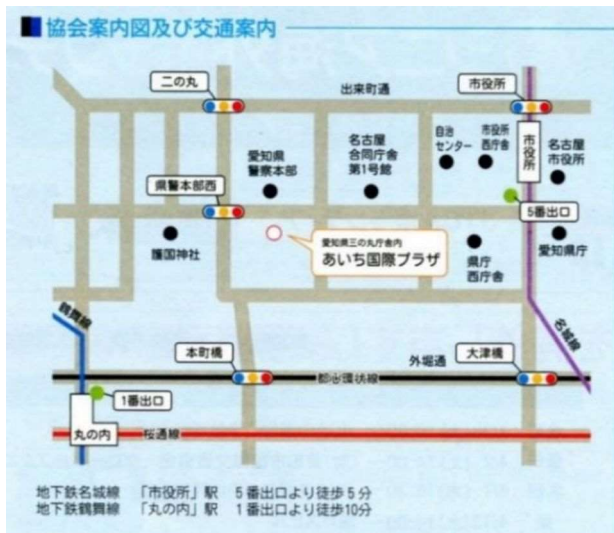 協会案内図及び交通案内
二の丸
出来町通
市役所
愛知県
警察本部
名古屋
合同庁舎
第1号館
自治
センター
市役所
西庁舎
市役所
名古屋
市役所
県警本部西
5番出口
護国神社
愛知県三の丸庁舎内
あいち国際プラザ
県庁
西庁舎
愛知県庁
鶴舞線
名城線
本町橋
外堀通
大津橋
都心環状線
1番出口
丸の内
桜通線
地下鉄名城線 「市役所」駅 5番出口より徒歩5分
地下鉄鶴舞線 「丸の内」駅 1番出口より徒歩10分